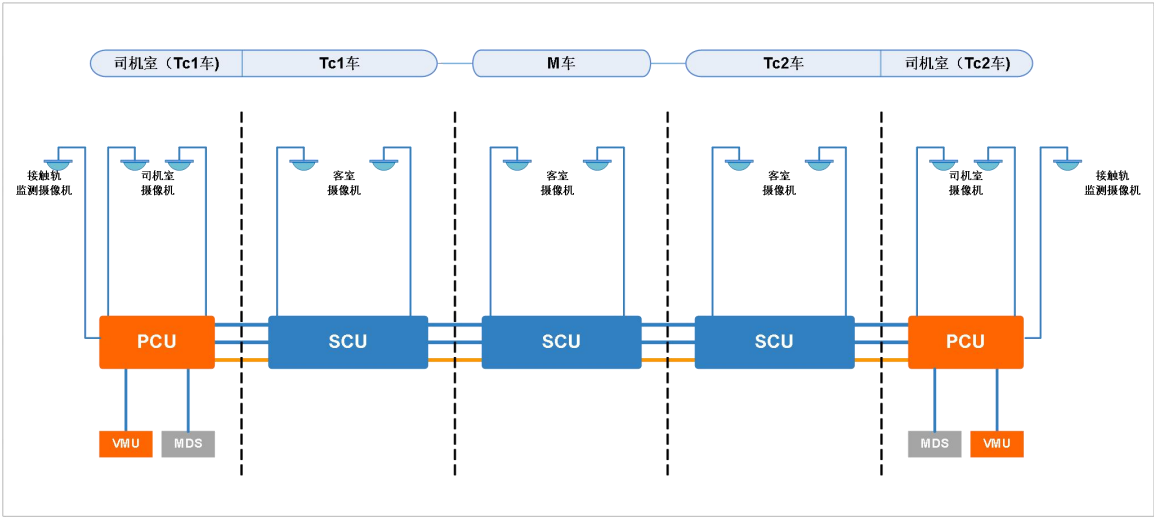 司机室（Tc1车)
Tc1车
M车
Tc2车
司机室（Tc2车)
接触轨
监测摄像机
司机室
摄像机
客室
摄像机
客室
摄像机
客室
摄像机
司机室
摄像机
接触轨
监测摄像机
PCU
SCU
SCU
SCU
PCU
VMU
MDS
MDS
VMU